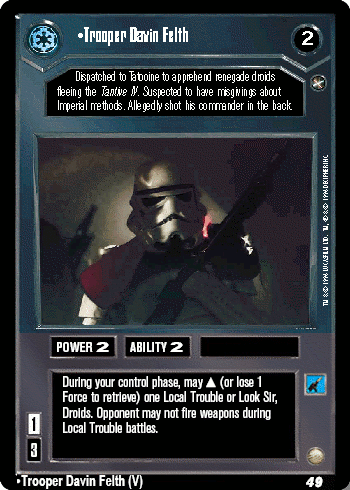 •Trooper Davin Felth
2
Dispatched to Tatooine to apprehend renegade droids
fleeing the Tantive IV. Suspected to have misgivings about
Imperial methods. Allegedly shot his commander in the back.
POWER 2
ABILITY 2
During your control phase, may ▲ (or lose 1
Force to retrieve) one Local Trouble or Look Sir,
Droids. Opponent may not fire weapons during
Local Trouble battles.
1
3
•Trooper Davin Felth (V)
49